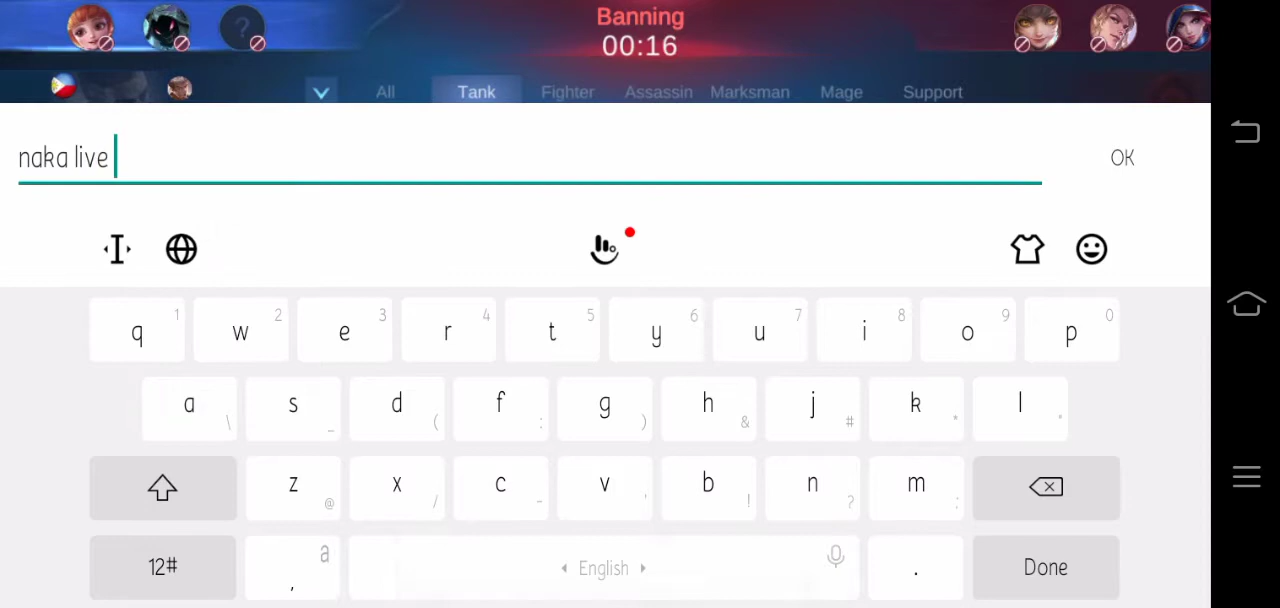 Banning
00:16
?
All Tank Fighter Assassin Marksman Mage Support
naka live
OK
q 1 w 2 e 3 r 4 t 5 y 6 u 7 i 8 o 9 p 0
a \ s _ d ( f : g ) h & j # k * l "
z @ x / c - v ' b ! n ? m ;
12# , a English . Done